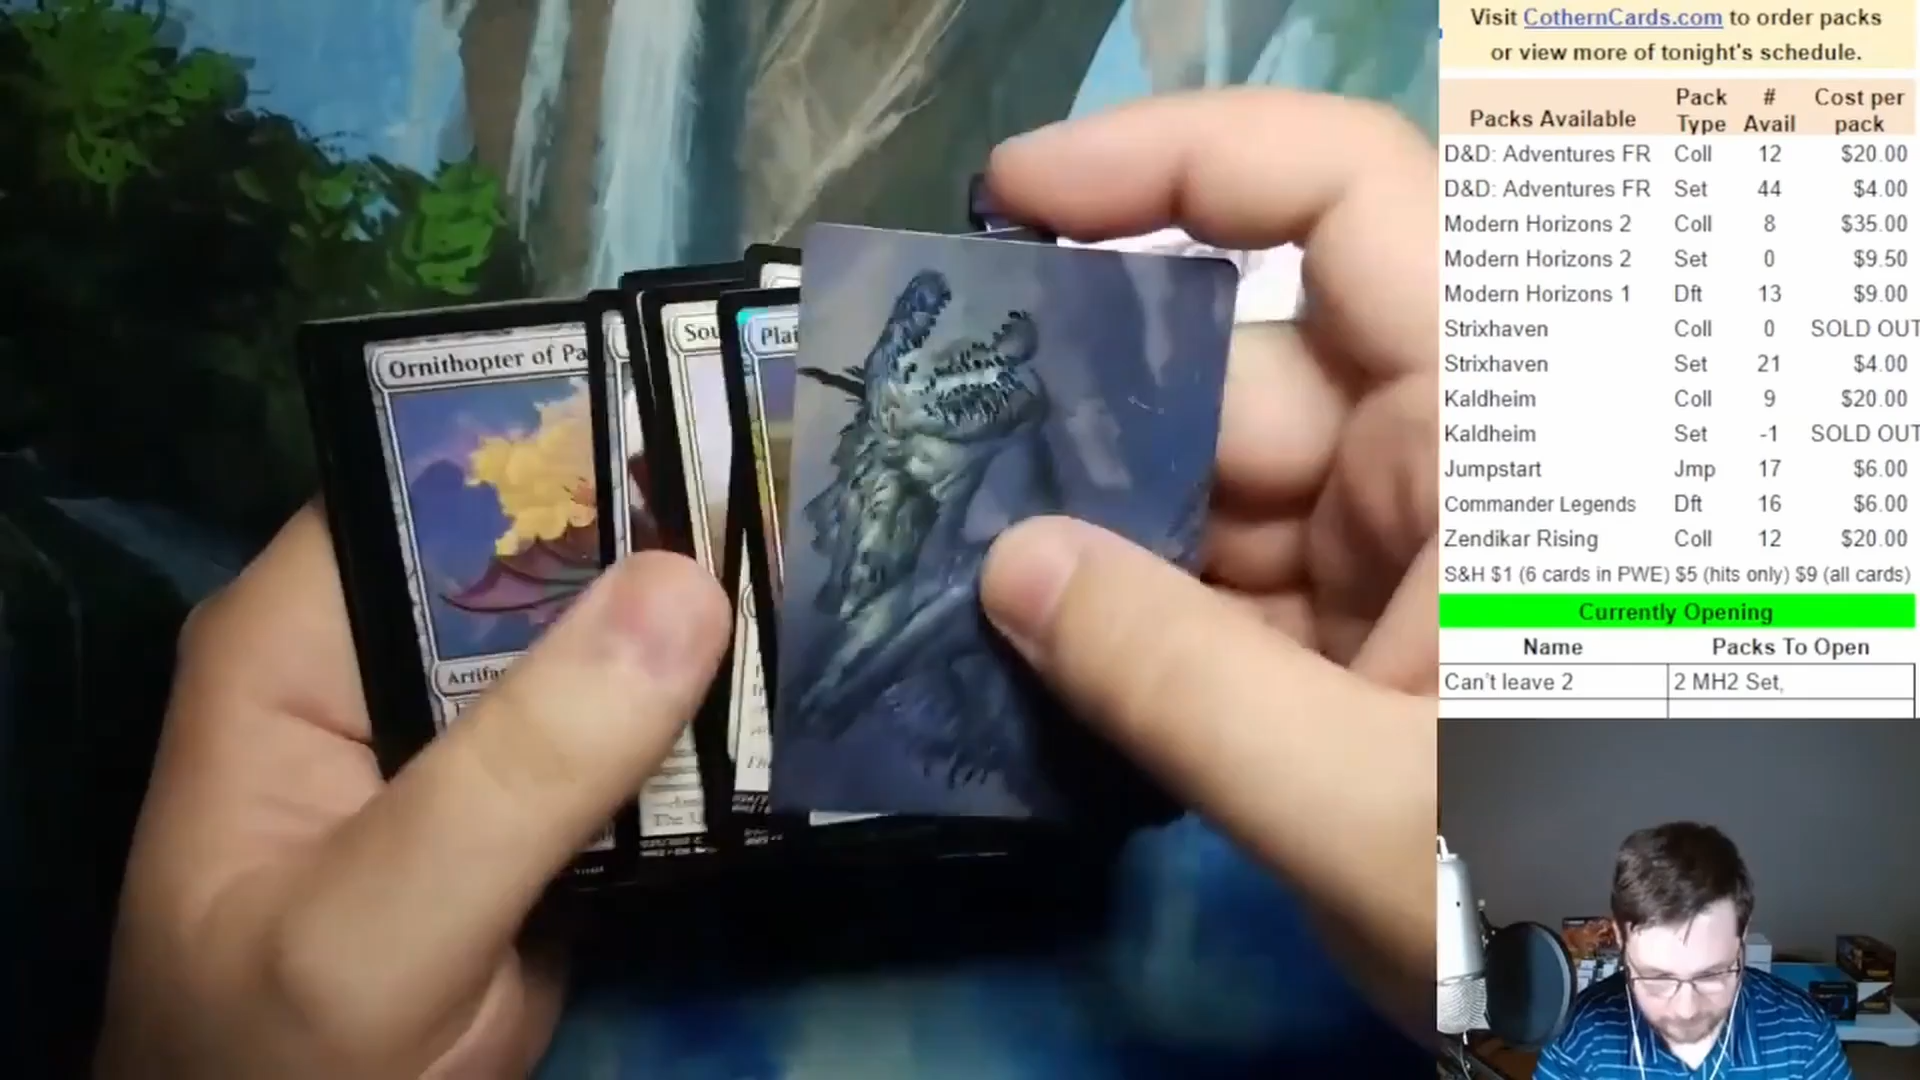 Visit CothernCards.com to order packs
or view more of tonight's schedule.
Packs Available Pack Type # Avail Cost per pack
D&D: Adventures FR Coll 12 $20.00
D&D: Adventures FR Set 44 $4.00
Modern Horizons 2 Coll 8 $35.00
Modern Horizons 2 Set 0 $9.50
Modern Horizons 1 Dft 13 $9.00
Strixhaven Coll 0 SOLD OUT
Strixhaven Set 21 $4.00
Kaldheim Coll 9 $20.00
Kaldheim Set -1 SOLD OUT
Jumpstart Jmp 17 $6.00
Commander Legends Dft 16 $6.00
Zendikar Rising Coll 12 $20.00
S&H $1 (6 cards in PWE) $5 (hits only) $9 (all cards)
Currently Opening
Name Packs To Open
Can't leave 2 2 MH2 Set,
Ornithopter of Pa
Sou
Plai
Artifa
The U